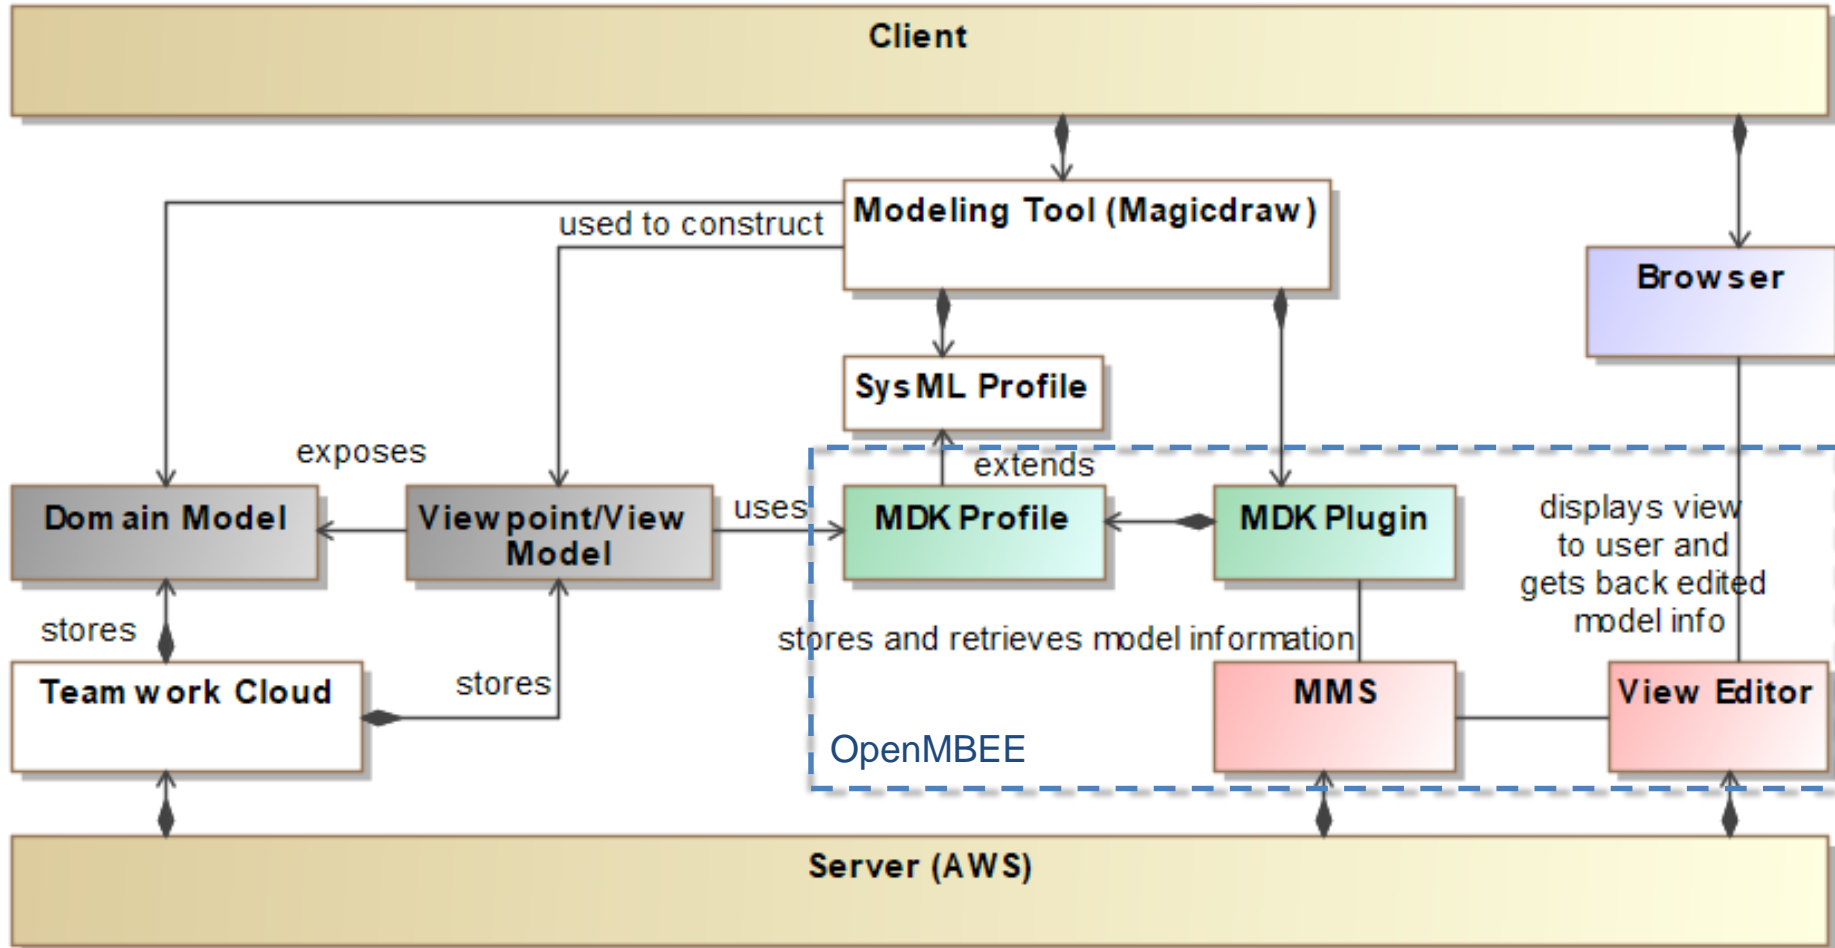 Client
Modeling Tool (Magicdraw)
used to construct
Browser
SysML Profile
exposes
extends
Domain Model
Viewpoint/View
Model
uses
MDK Profile
MDK Plugin
displays view
to user and
gets back edited
model info
stores
stores and retrieves model information
Teamwork Cloud
stores
MMS
View Editor
OpenMBEE
Server (AWS)